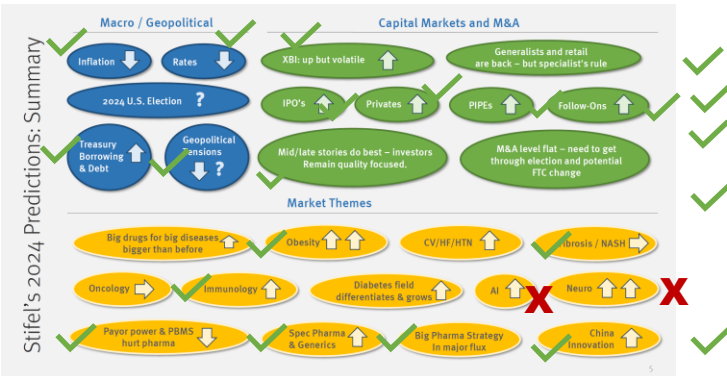 Stifel's 2024 Predictions: Summary
Macro / Geopolitical
Capital Markets and M&A
Inflation
Rates
XBI: up but volatile
Generalists and retail
are back – but specialist's rule
2024 U.S. Election ?
IPO's
Privates
PIPEs
Follow-Ons
Treasury
Borrowing
& Debt
Geopolitical
Tensions
?
Mid/late stories do best – investors
Remain quality focused.
M&A level flat – need to get
through election and potential
FTC change
Market Themes
Big drugs for big diseases
bigger than before
Obesity
CV/HF/HTN
Fibrosis / NASH
Oncology
Immunology
Diabetes field
differentiates & grows
AI
X
Neuro
X
Payor power & PBMS
hurt pharma
Spec Pharma
& Generics
Big Pharma Strategy
in major flux
China
Innovation
5